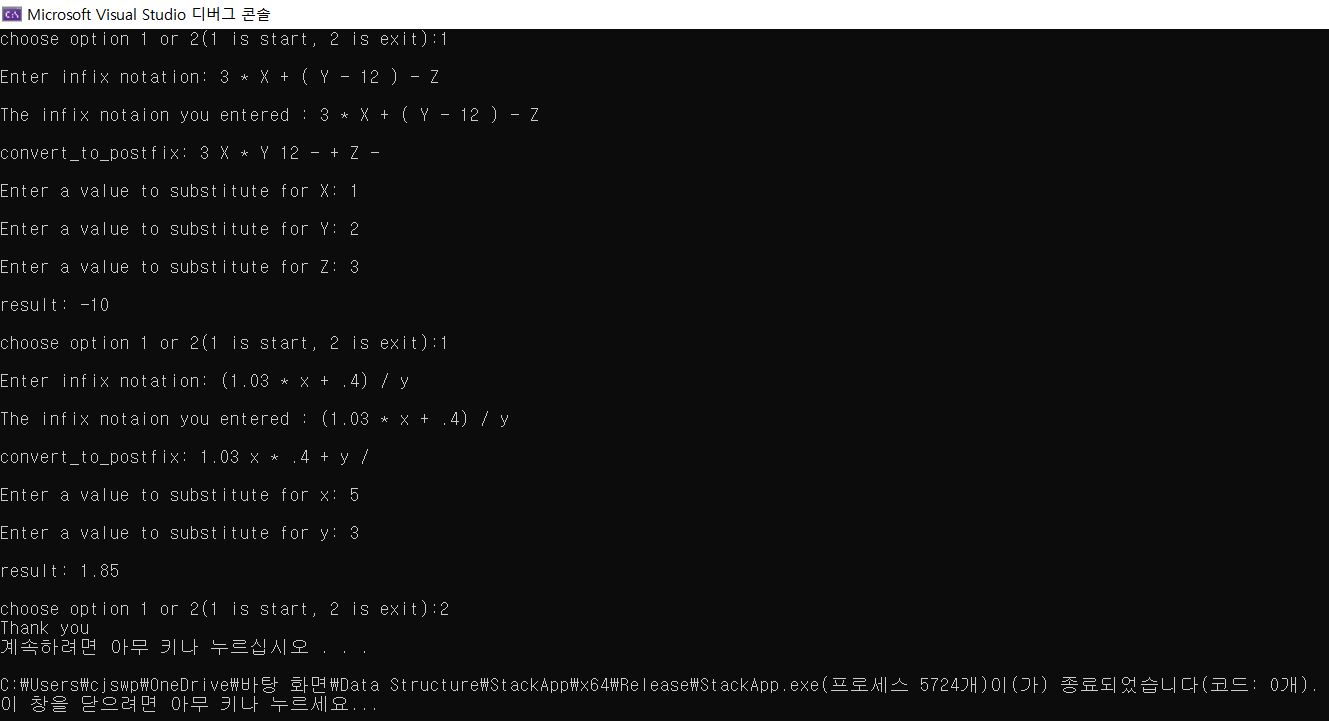 Microsoft Visual Studio 디버그 콘솔
choose option 1 or 2(1 is start, 2 is exit):1
Enter infix notation: 3 * X + ( Y - 12 ) - Z
The infix notaion you entered : 3 * X + ( Y - 12 ) - Z
convert_to_postfix: 3 X * Y 12 - + Z -
Enter a value to substitute for X: 1
Enter a value to substitute for Y: 2
Enter a value to substitute for Z: 3
result: -10
choose option 1 or 2(1 is start, 2 is exit):1
Enter infix notation: (1.03 * x + .4) / y
The infix notaion you entered : (1.03 * x + .4) / y
convert_to_postfix: 1.03 x * .4 + y /
Enter a value to substitute for x: 5
Enter a value to substitute for y: 3
result: 1.85
choose option 1 or 2(1 is start, 2 is exit):2
Thank you
계속하려면 아무 키나 누르십시오 . . .
C:₩Users₩cjswp₩OneDrive₩바탕 화면₩Data Structure₩StackApp₩x64₩Release₩StackApp.exe(프로세스 5724개)이(가) 종료되었습니다(코드: 0개).
이 창을 닫으려면 아무 키나 누르세요...